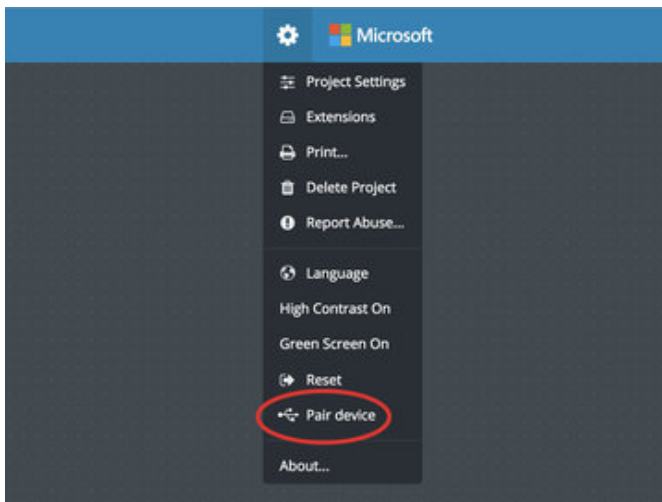 Microsoft
Project Settings
Extensions
Print...
Delete Project
Report Abuse...
Language
High Contrast On
Green Screen On
Reset
Pair device
About...